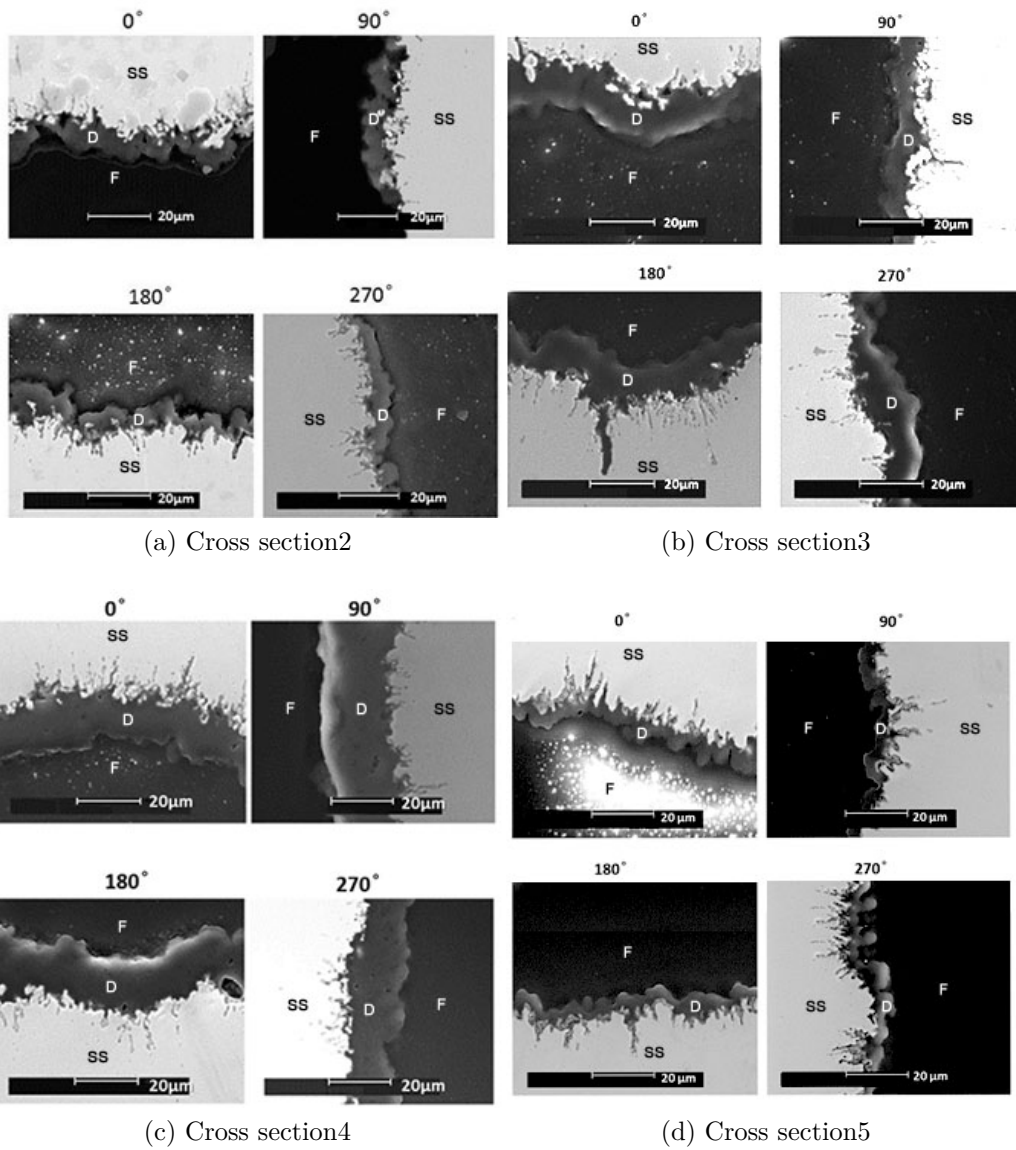 0° 90°
SS
D
F
20μm
F
D
SS
20μm
180° 270°
F
D
SS
20μm
SS
D
F
20μm
(a) Cross section2
0° 90°
SS
D
F
20μm
F
D
SS
20μm
180° 270°
F
D
SS
20μm
SS
D
F
20μm
(b) Cross section3
0° 90°
SS
D
F
20μm
F
D
SS
20μm
180° 270°
F
D
SS
20μm
SS
D
F
20μm
(c) Cross section4
0° 90°
SS
D
F
20 μm
F
D
SS
20 μm
180° 270°
F
D
SS
20 μm
SS
D
F
20 μm
(d) Cross section5